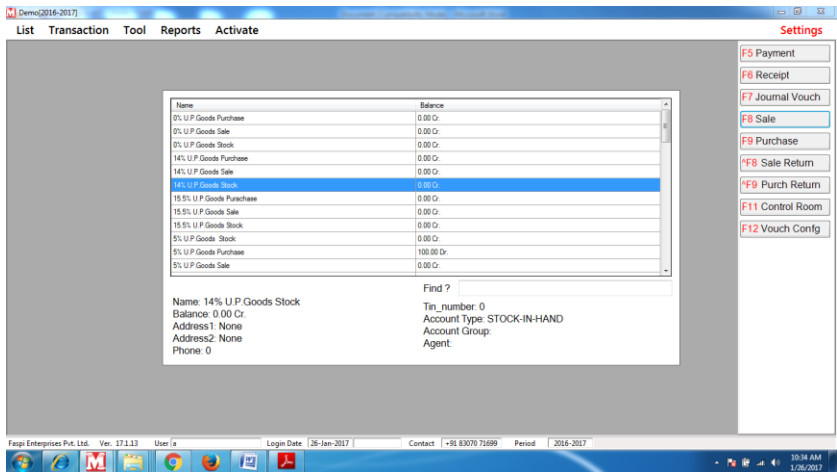 Demo[2016-2017]
List Transaction Tool Reports Activate Settings
F5 Payment
F6 Receipt
F7 Journal Vouch
F8 Sale
F9 Purchase
^F8 Sale Return
^F9 Purch Return
F11 Control Room
F12 Vouch Confg
Name Balance
0% U.P.Goods Purchase 0.00 Cr.
0% U.P.Goods Sale 0.00 Cr.
0% U.P.Goods Stock 0.00 Cr.
14% U.P.Goods Purchase 0.00 Cr.
14% U.P.Goods Sale 0.00 Cr.
14% U.P.Goods Stock 0.00 Cr.
15.5% U.P.Goods Purachase 0.00 Cr.
15.5% U.P.Goods Sale 0.00 Cr.
15.5% U.P.Goods Stock 0.00 Cr.
5% U.P.Goods Stock 0.00 Cr.
5% U.P.Goods Purchase 100.00 Dr.
5% U.P.Goods Sale 0.00 Cr.
Find ?
Name: 14% U.P.Goods Stock
Balance: 0.00 Cr.
Address1: None
Address2: None
Phone: 0
Tin_number: 0
Account Type: STOCK-IN-HAND
Account Group:
Agent:
Faspi Enterprises Pvt. Ltd. Ver. 17.1.13 User a Login Date 26-Jan-2017 Contact +91 83070 71699 Period 2016-2017
10:34 AM
1/26/2017